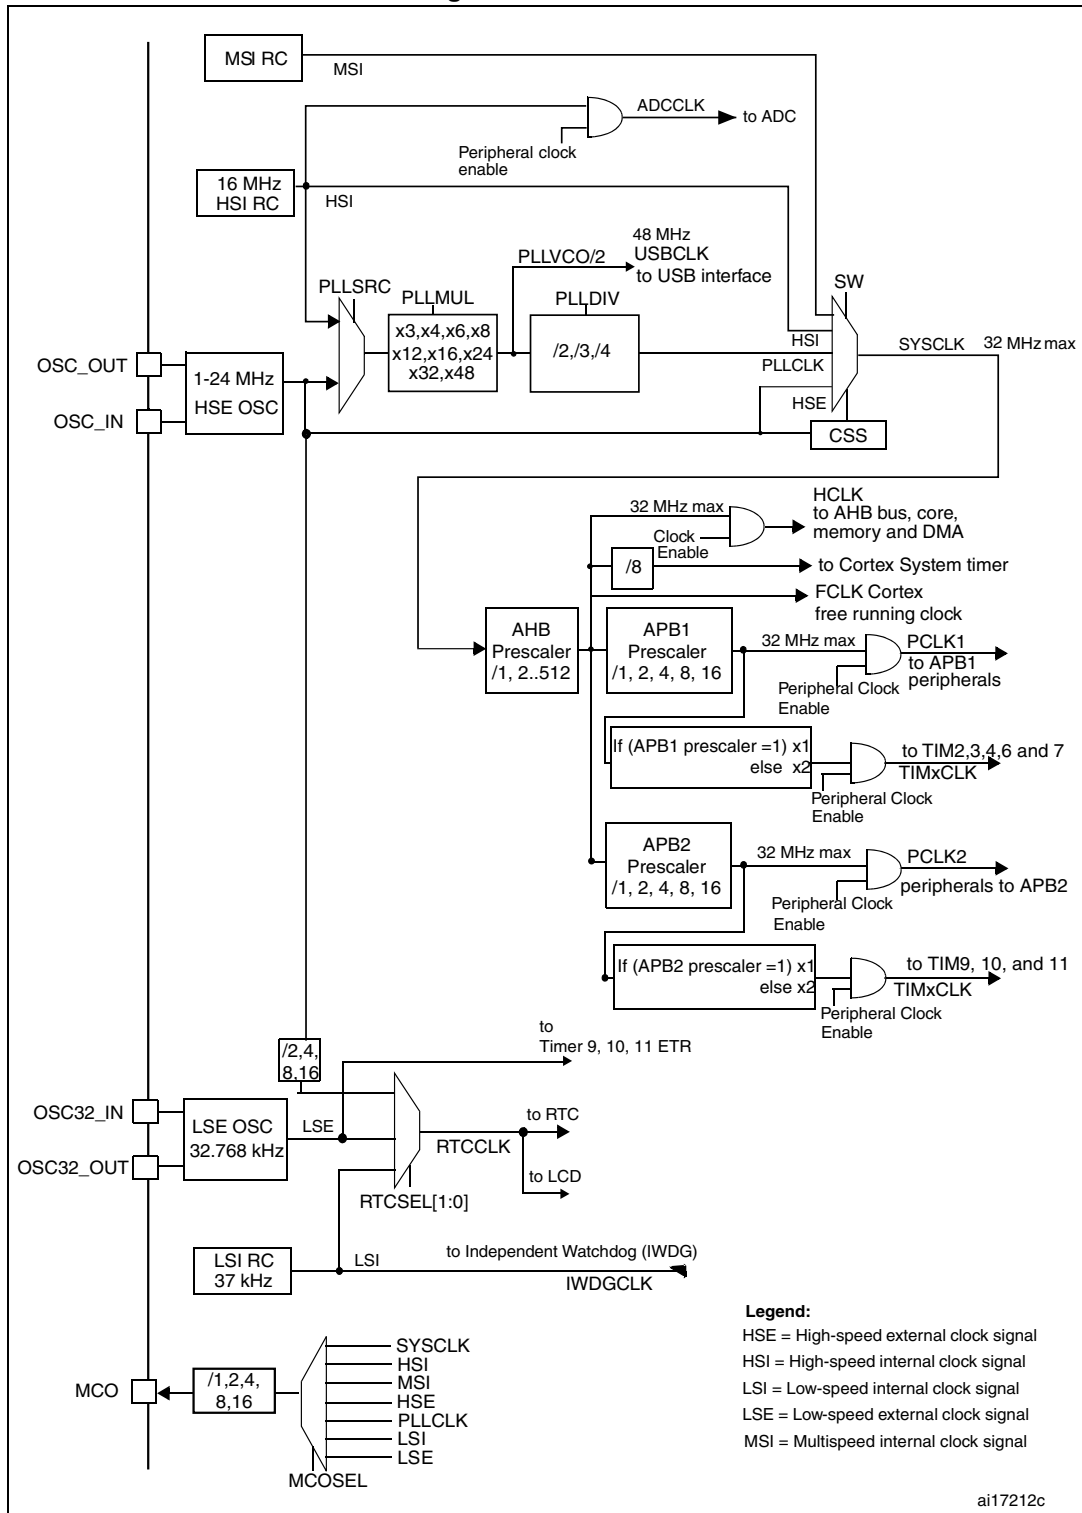 MSI RC
MSI
ADCCLK
to ADC
Peripheral clock
enable
16 MHz
HSI RC
HSI
48 MHz
USBCLK
to USB interface
PLLVCO/2
PLLSRC
PLLMUL
PLLDIV
SW
x3,x4,x6,x8
x12,x16,x24
x32,x48
/2,/3,/4
HSI
PLLCLK
HSE
SYSCLK
32 MHz max
OSC_OUT
OSC_IN
1-24 MHz
HSE OSC
CSS
HCLK
to AHB bus, core,
memory and DMA
32 MHz max
Clock
Enable
/8
to Cortex System timer
FCLK Cortex
free running clock
AHB
Prescaler
/1, 2..512
APB1
Prescaler
/1, 2, 4, 8, 16
32 MHz max
PCLK1
to APB1
peripherals
Peripheral Clock
Enable
If (APB1 prescaler =1) x1
else x2
to TIM2,3,4,6 and 7
TIMxCLK
Peripheral Clock
Enable
APB2
Prescaler
/1, 2, 4, 8, 16
32 MHz max
PCLK2
peripherals to APB2
Peripheral Clock
Enable
If (APB2 prescaler =1) x1
else x2
to TIM9, 10, and 11
TIMxCLK
Peripheral Clock
Enable
/2,4,
8,16
to
Timer 9, 10, 11 ETR
OSC32_IN
OSC32_OUT
LSE OSC
32.768 kHz
LSE
to RTC
RTCCLK
to LCD
RTCSEL[1:0]
LSI RC
37 kHz
LSI
to Independent Watchdog (IWDG)
IWDGCLK
MCO
/1,2,4,
8,16
SYSCLK
HSI
MSI
HSE
PLLCLK
LSI
LSE
MCOSEL
Legend:
HSE = High-speed external clock signal
HSI = High-speed internal clock signal
LSI = Low-speed internal clock signal
LSE = Low-speed external clock signal
MSI = Multispeed internal clock signal
ai17212c